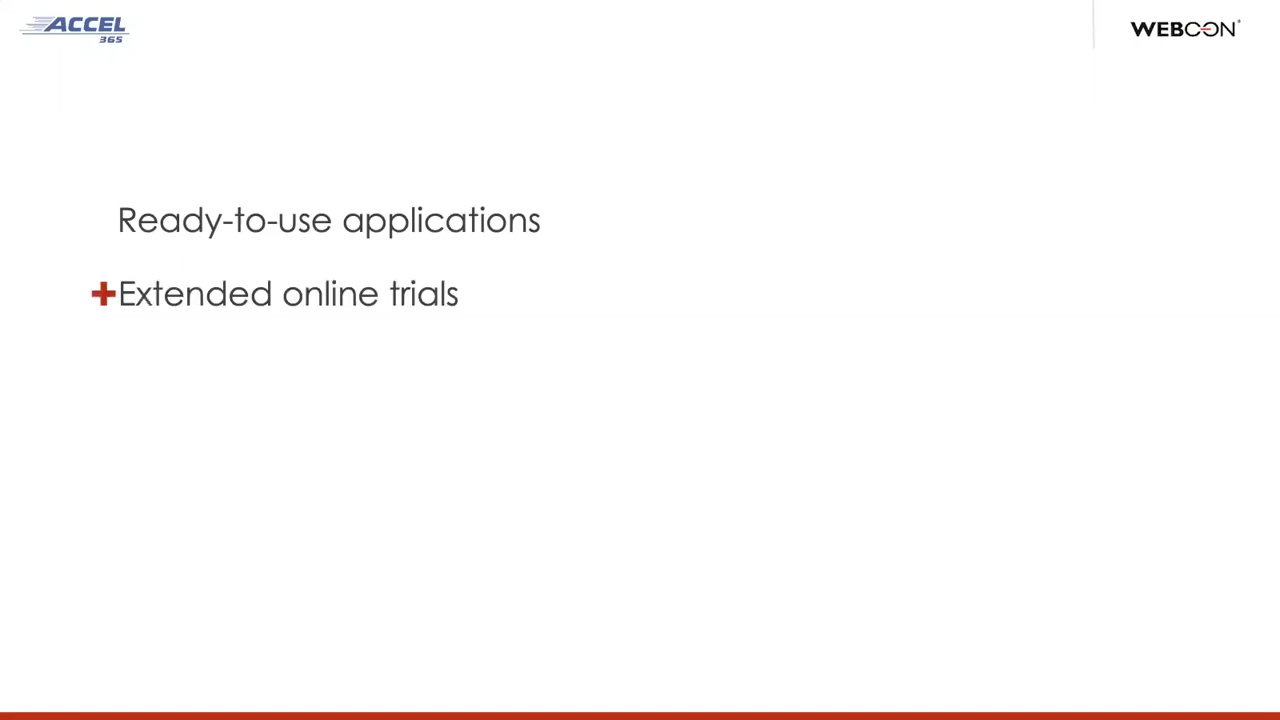 ACCEL
365
WEBCON®
Ready-to-use applications
+Extended online trials